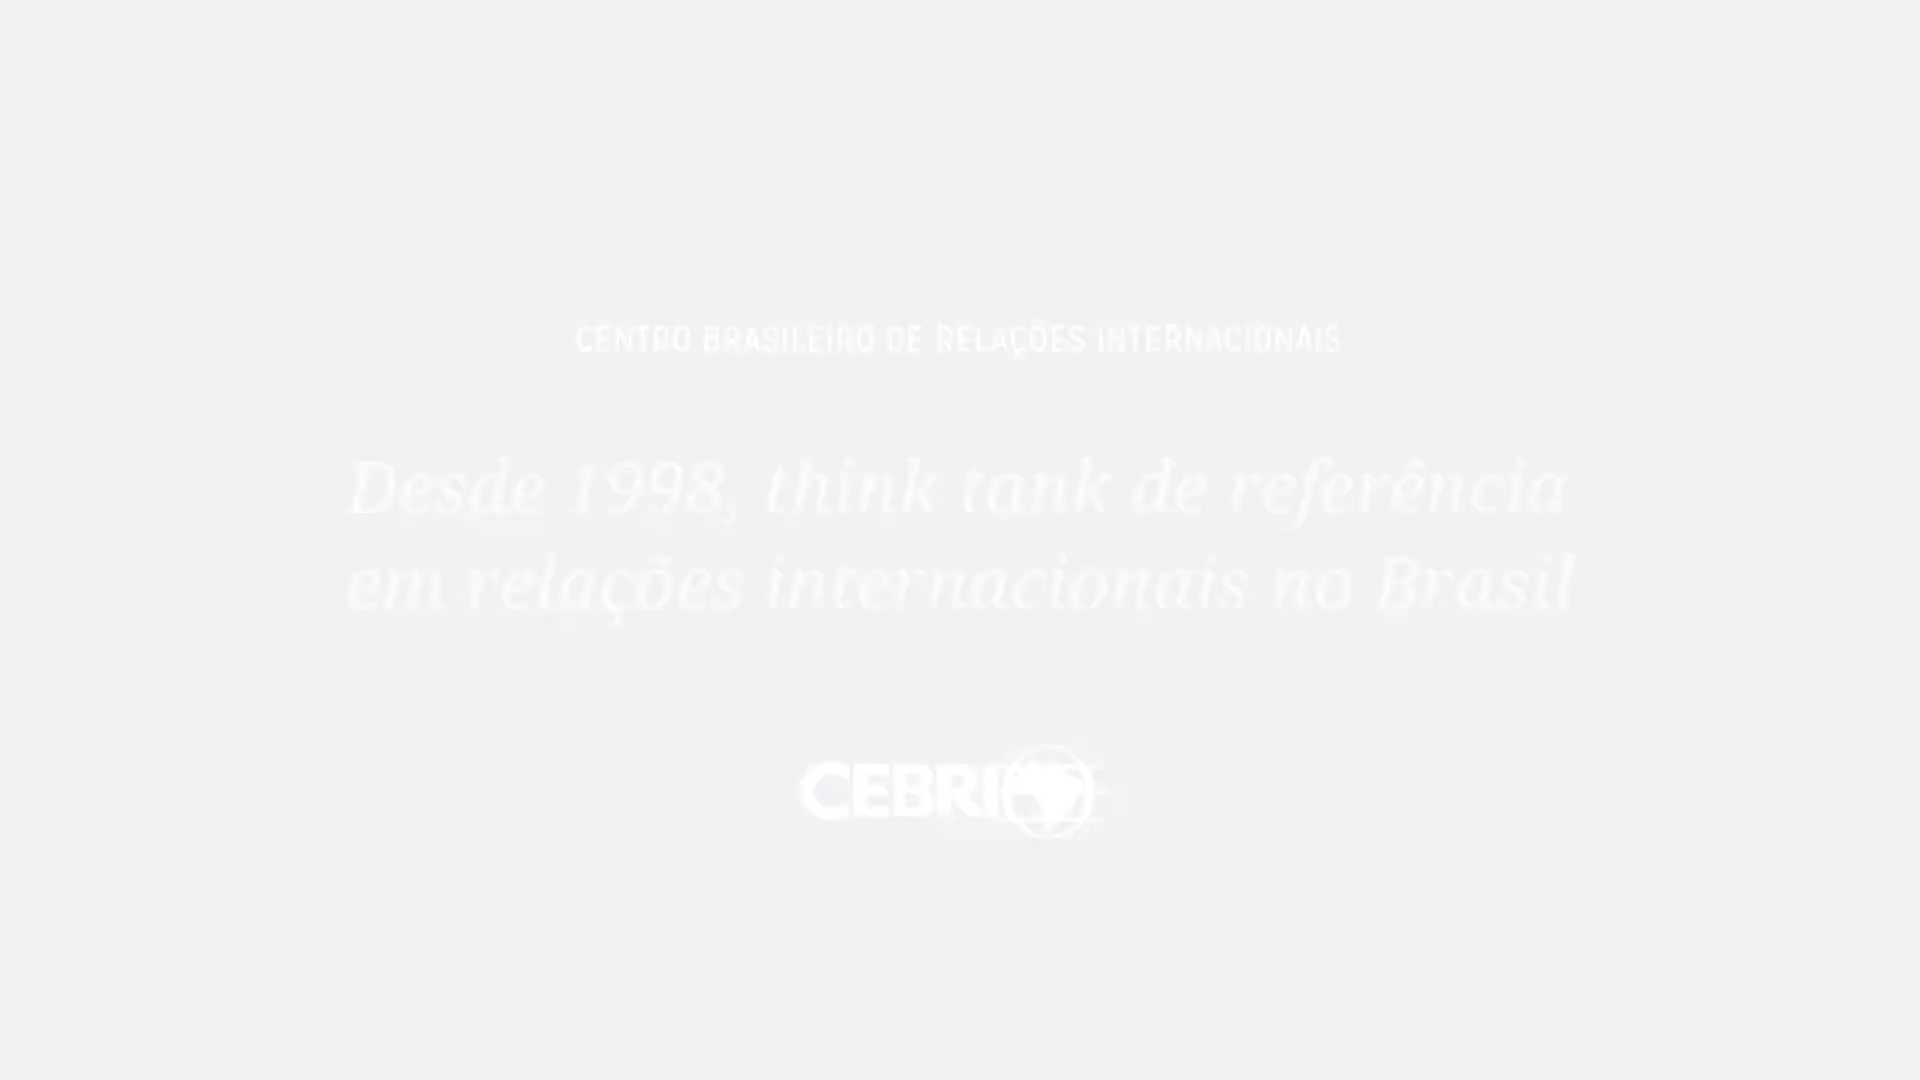 CENTRO BRASILEIRO DE RELAÇÕES INTERNACIONAIS
Desde 1998, think tank de referência
em relações internacionais no Brasil
CEBRI